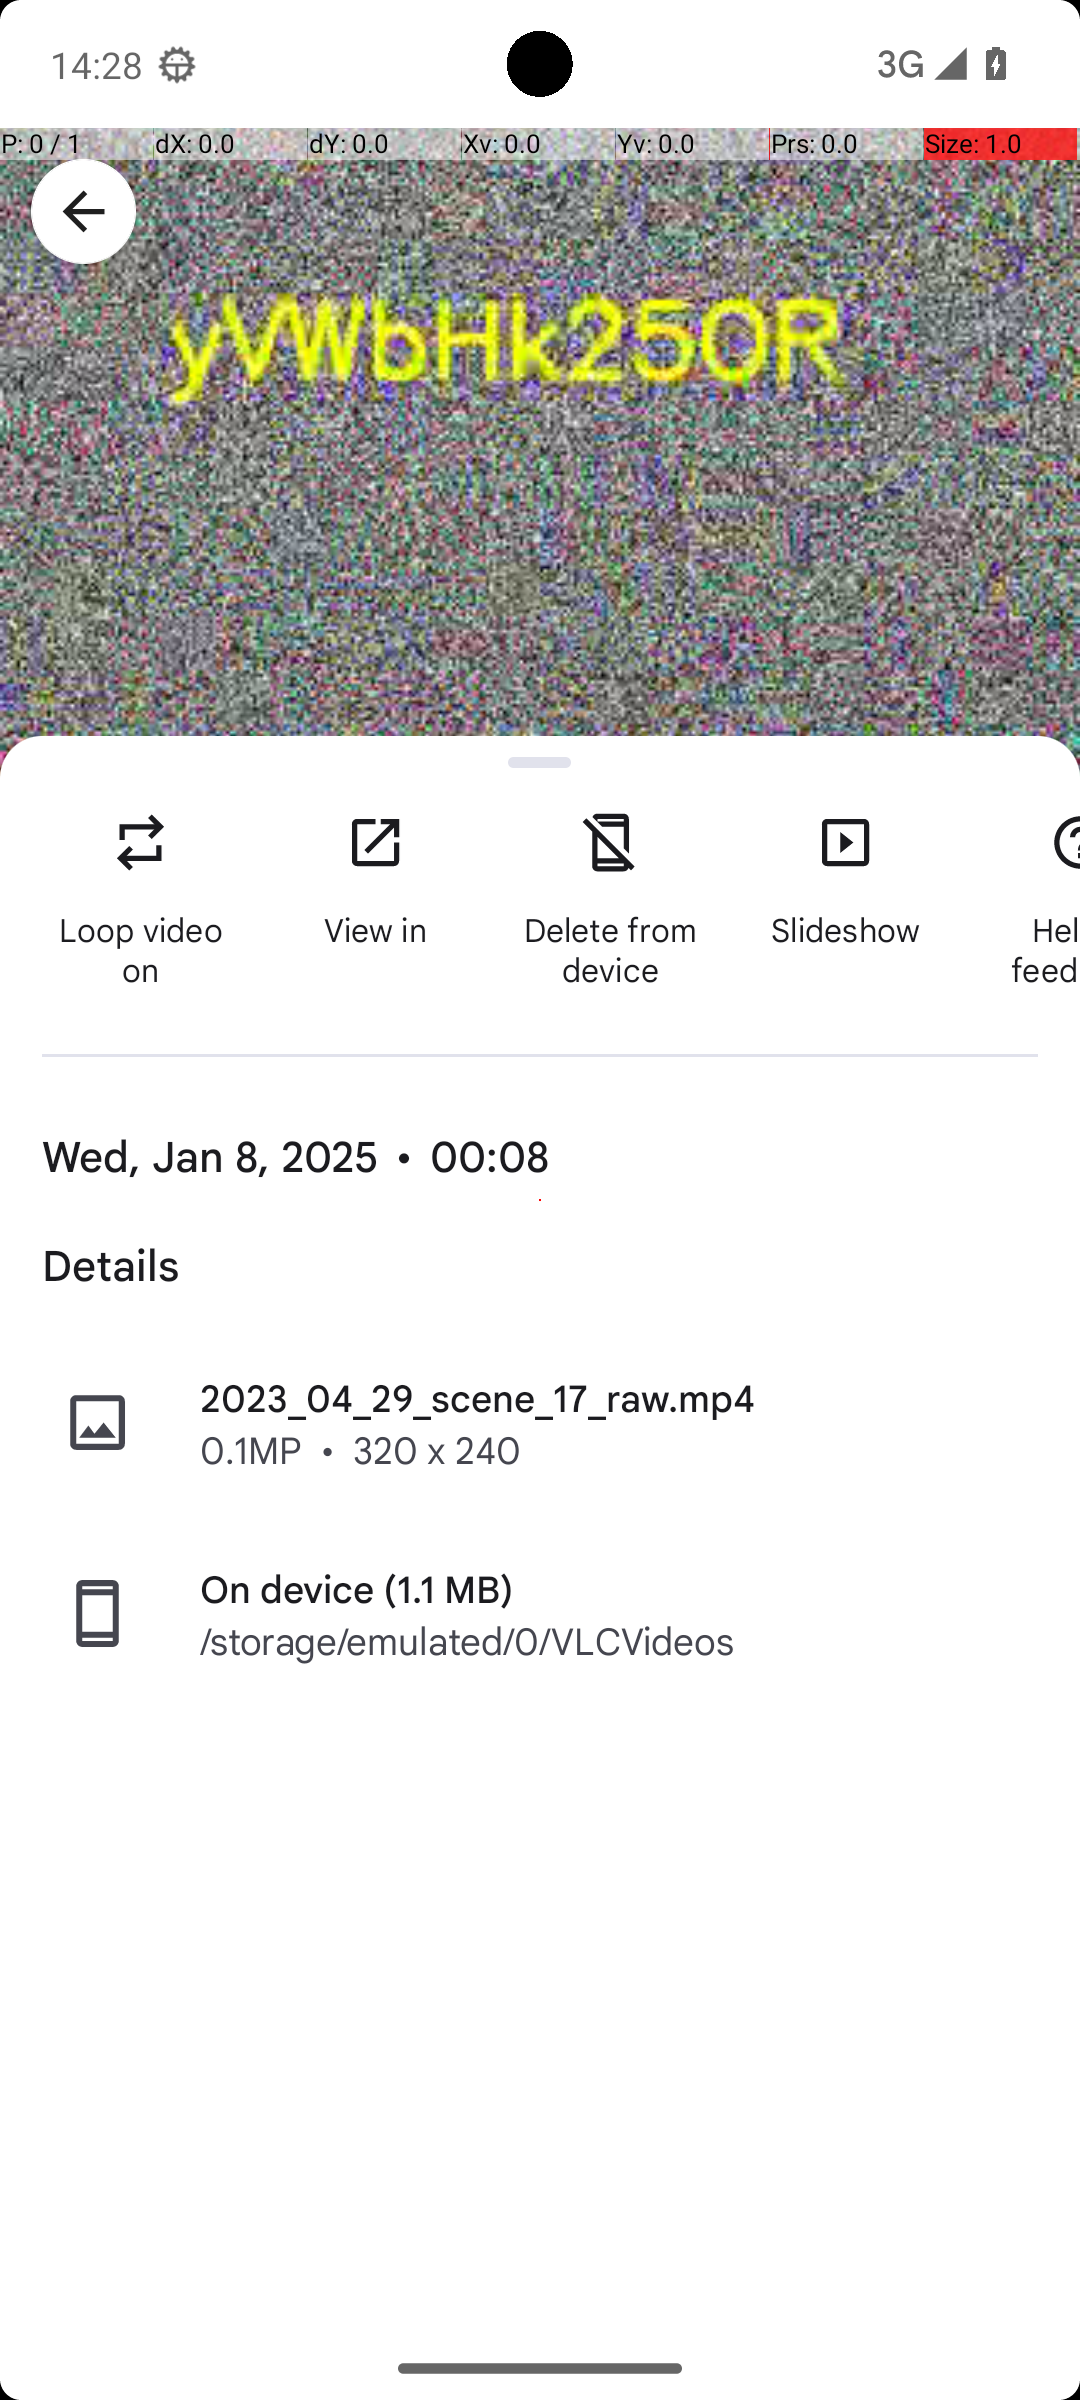 14:28
3G
P: 0 / 1 dX: 0.0 dY: 0.0 Xv: 0.0 Yv: 0.0 Prs: 0.0 Size: 1.0
yVWbHk25OR
Loop video on
View in
Delete from device
Slideshow
Hel
feed
Wed, Jan 8, 2025 • 00:08
Details
2023_04_29_scene_17_raw.mp4
0.1MP • 320 x 240
On device (1.1 MB)
/storage/emulated/0/VLCVideos